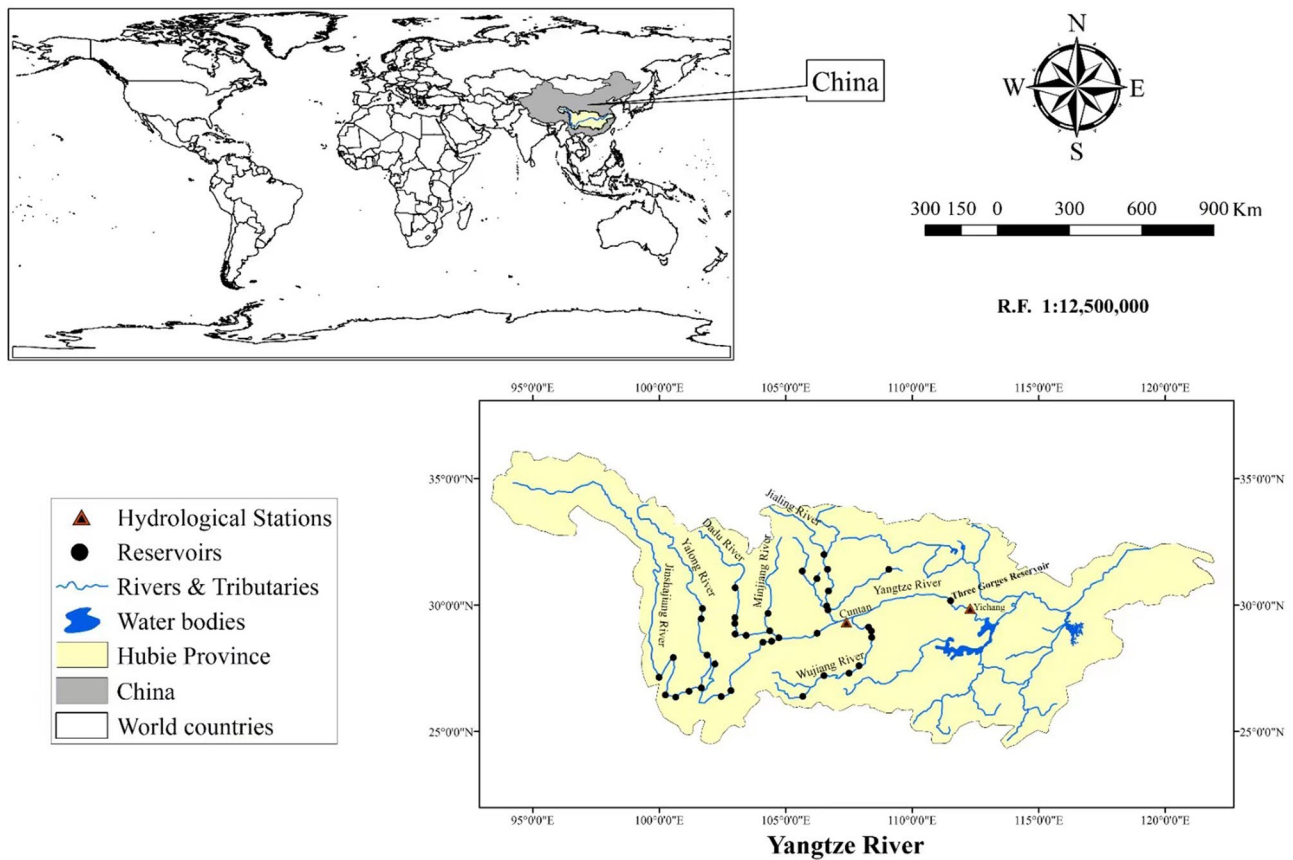 China
N
W
E
S
300 150 0 300 600 900 Km
R.F. 1:12,500,000
95°0'0"E 100°0'0"E 105°0'0"E 110°0'0"E 115°0'0"E 120°0'0"E
35°0'0"N 35°0'0"N
30°0'0"N 30°0'0"N
25°0'0"N 25°0'0"N
Jinshajiang River
Yalong River
Dadu River
Minjiang River
Jialing River
Yangtze River
Three Gorges Reservoir
Cuntan
Yichang
Wujiang River
95°0'0"E 100°0'0"E 105°0'0"E 110°0'0"E 115°0'0"E 120°0'0"E
Yangtze River
Hydrological Stations
Reservoirs
Rivers & Tributaries
Water bodies
Hubie Province
China
World countries